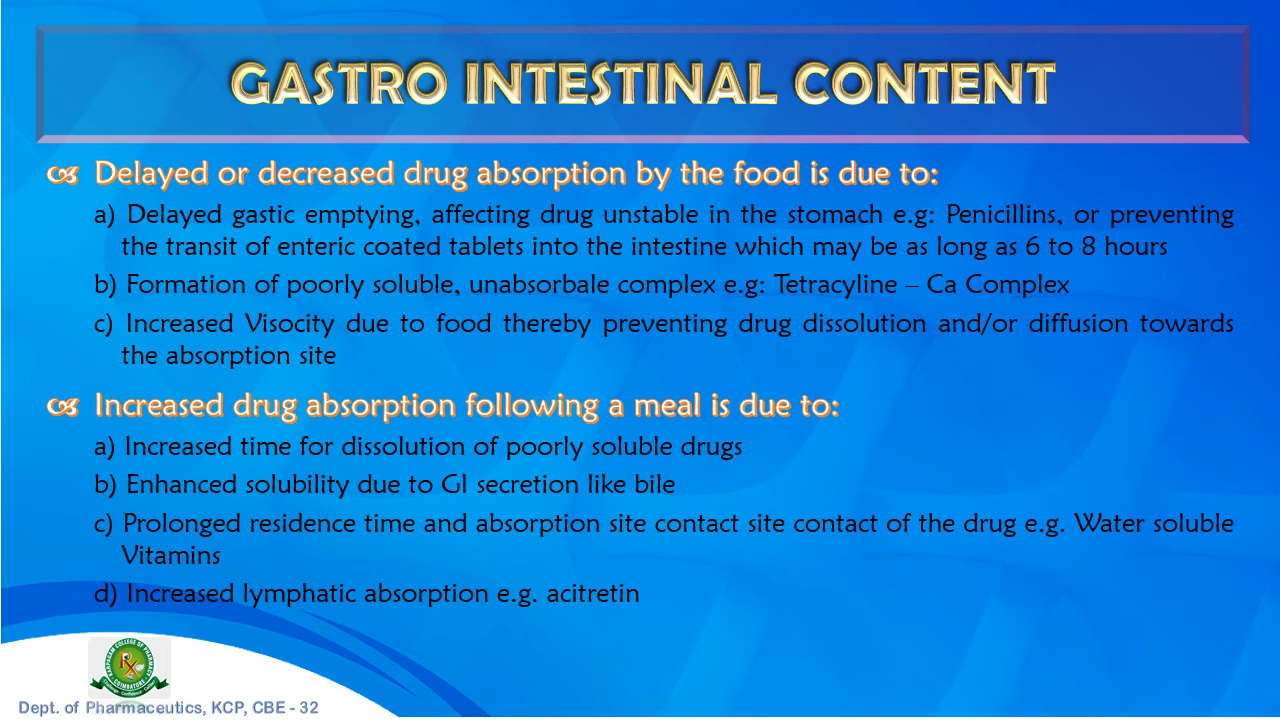 GASTRO INTESTINAL CONTENT
Delayed or decreased drug absorption by the food is due to:
a) Delayed gastic emptying, affecting drug unstable in the stomach e.g: Penicillins, or preventing
the transit of enteric coated tablets into the intestine which may be as long as 6 to 8 hours
b) Formation of poorly soluble, unabsorbale complex e.g: Tetracyline – Ca Complex
c) Increased Visocity due to food thereby preventing drug dissolution and/or diffusion towards
the absorption site
Increased drug absorption following a meal is due to:
a) Increased time for dissolution of poorly soluble drugs
b) Enhanced solubility due to GI secretion like bile
c) Prolonged residence time and absorption site contact site contact of the drug e.g. Water soluble
Vitamins
d) Increased lymphatic absorption e.g. acitretin
KARPAGAM COLLEGE OF PHARMACY
Rx
COIMBATORE
Dept. of Pharmaceutics, KCP, CBE - 32